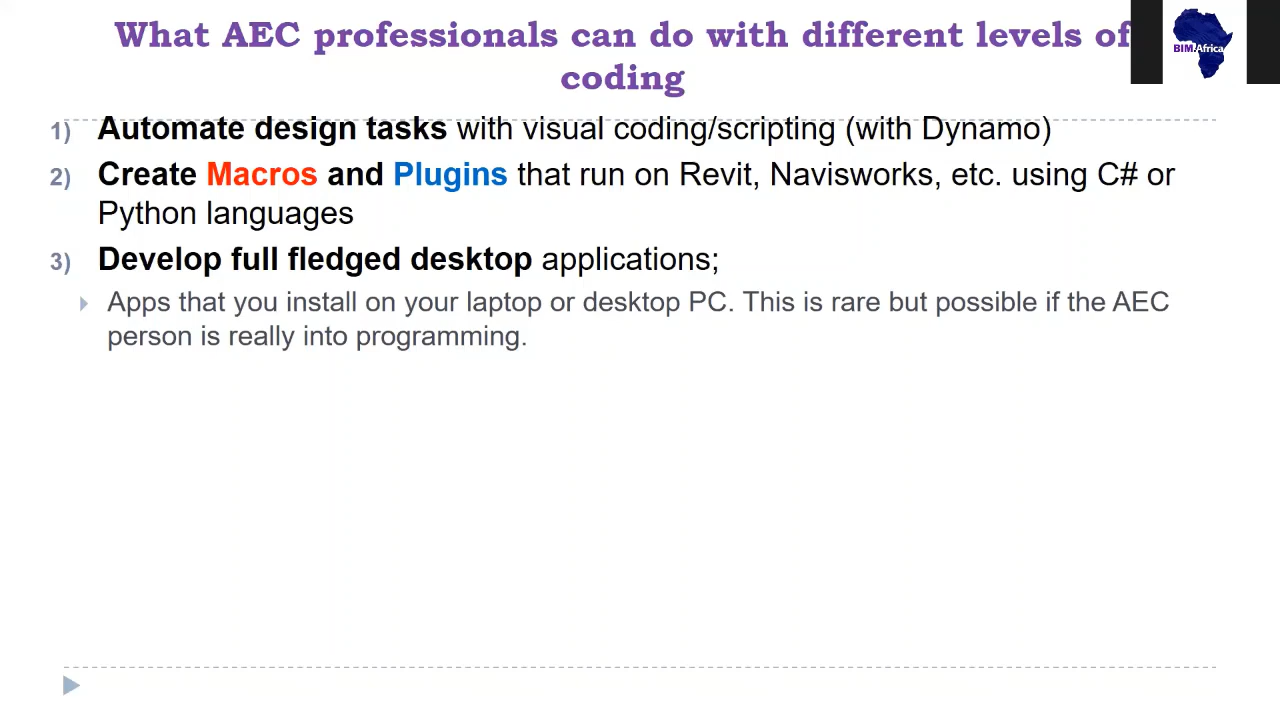 What AEC professionals can do with different levels of
coding
BIM Africa
1) Automate design tasks with visual coding/scripting (with Dynamo)
2) Create Macros and Plugins that run on Revit, Navisworks, etc. using C# or
Python languages
3) Develop full fledged desktop applications;
Apps that you install on your laptop or desktop PC. This is rare but possible if the AEC
person is really into programming.